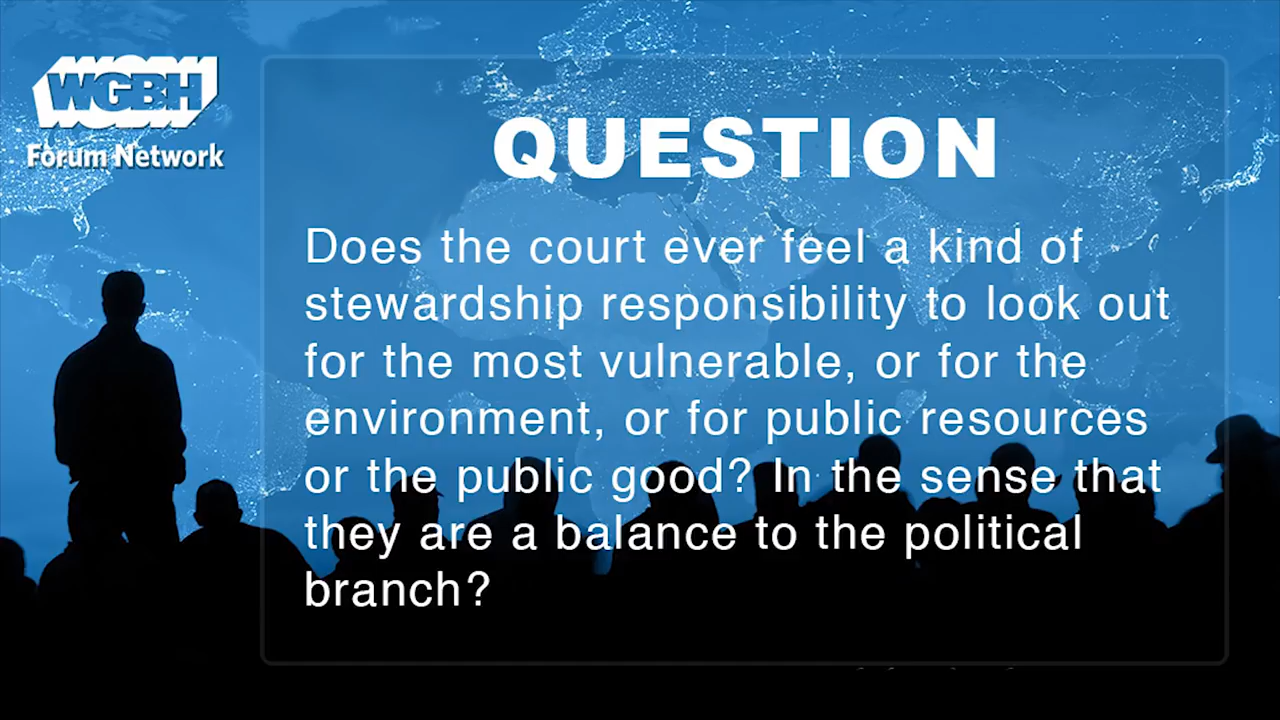 WGBH
Forum Network
QUESTION
Does the court ever feel a kind of
stewardship responsibility to look out
for the most vulnerable, or for the
environment, or for public resources
or the public good? In the sense that
they are a balance to the political
branch?